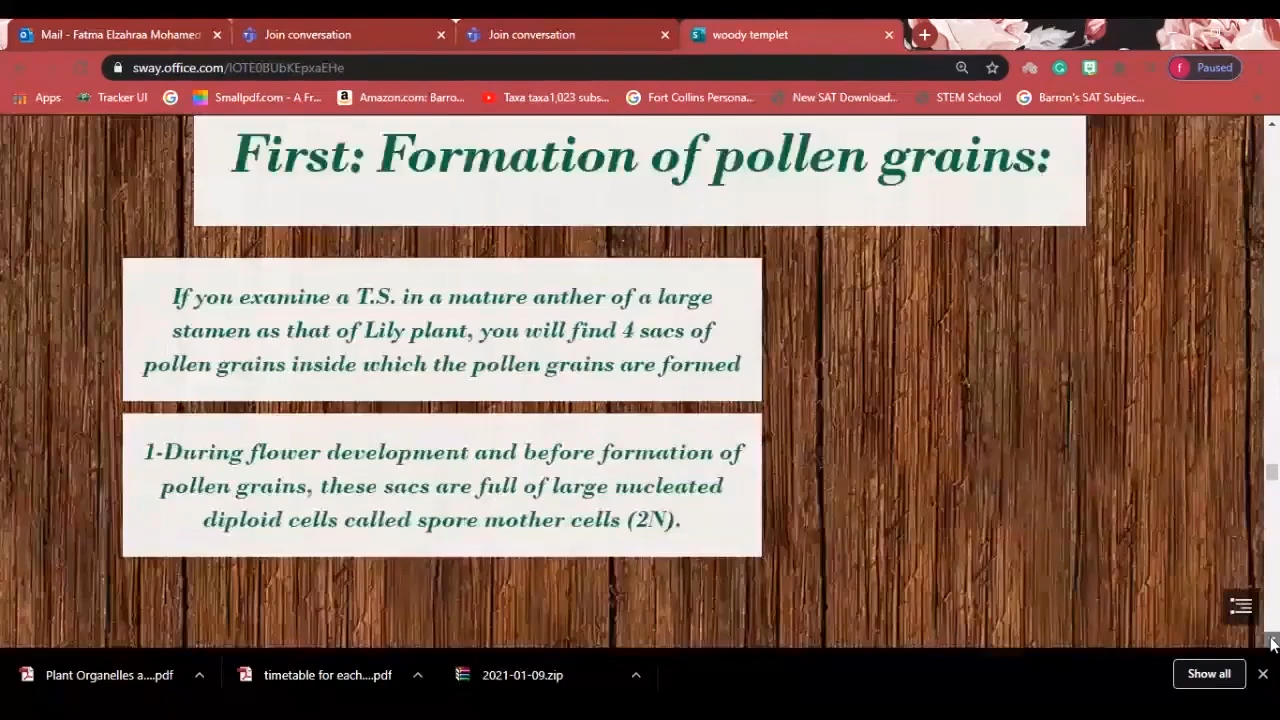 Mail - Fatma Elzahraa Mohamed
Join conversation
Join conversation
woody templet
sway.office.com/IOTE0BUbKEpxaEHe
f Paused
Apps
Tracker UI
Smallpdf.com - A Fr...
Amazon.com: Barro...
Taxa taxa1,023 subs...
Fort Collins Persona...
New SAT Download...
STEM School
Barron's SAT Subjec...
First: Formation of pollen grains:
If you examine a T.S. in a mature anther of a large
stamen as that of Lily plant, you will find 4 sacs of
pollen grains inside which the pollen grains are formed
1-During flower development and before formation of
pollen grains, these sacs are full of large nucleated
diploid cells called spore mother cells (2N).
Plant Organelles a....pdf
timetable for each....pdf
2021-01-09.zip
Show all